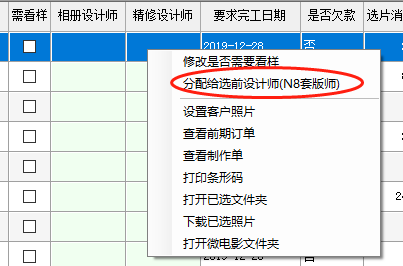 需看样 相册设计师 精修设计师 要求完工日期 是否欠款 选片消
2019-12-28 否
修改是否需要看样
分配给选前设计师(N8套版师)
设置客户照片
查看前期订单
查看制作单
打印条形码
打开已选文件夹
下载已选照片
打开微电影文件夹
2019-12-26 否